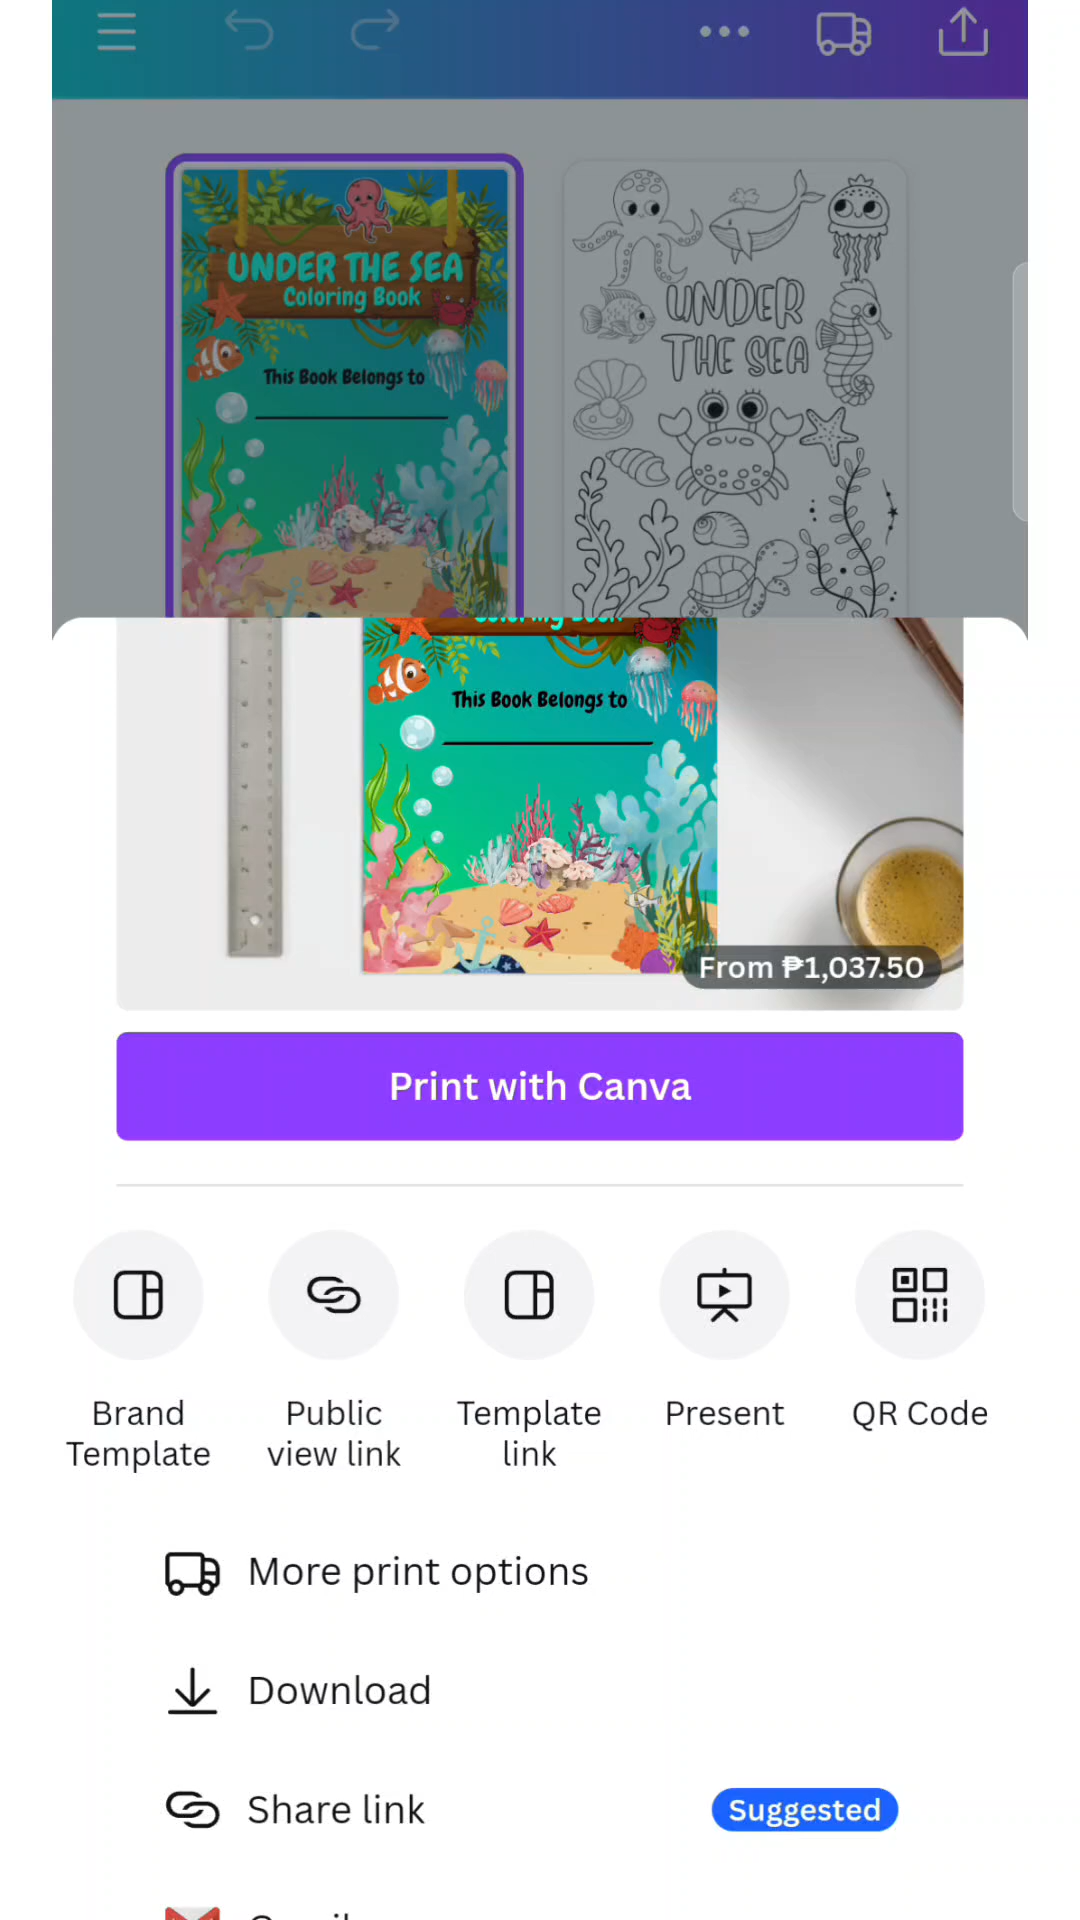 UNDER THE SEA
Coloring Book
This Book Belongs to
UNDER
THE SEA
Coloring Book
This Book Belongs to
From ₱1,037.50
Print with Canva
Brand
Template
Public
view link
Template
link
Present
QR Code
More print options
Download
Share link
Suggested